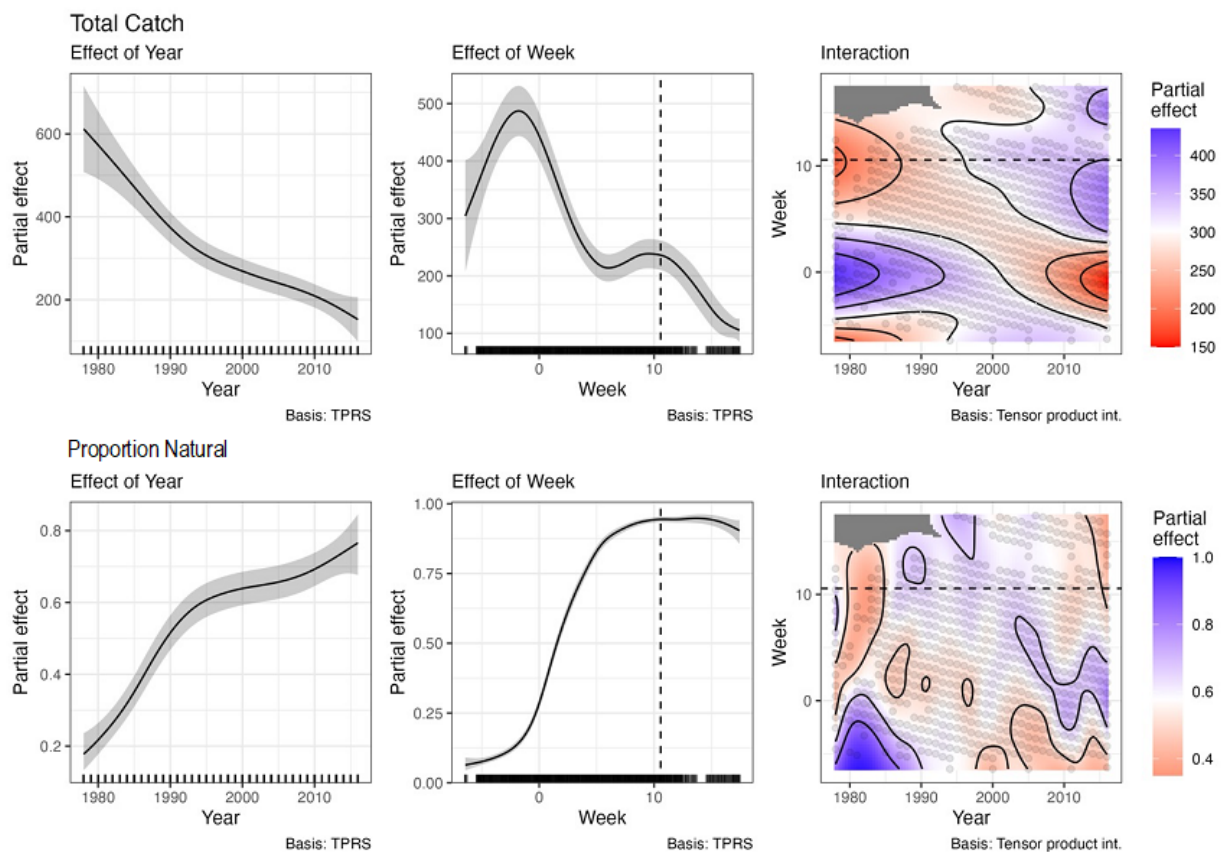 Total Catch
Effect of Year
Effect of Week
Interaction
Partial effect
600
400
200
1980
1990
2000
2010
Year
Basis: TPRS
Partial effect
500
400
300
200
100
0
10
Week
Basis: TPRS
Week
10
0
1980
1990
2000
2010
Year
Basis: Tensor product int.
Partial
effect
400
350
300
250
200
150
Proportion Natural
Effect of Year
Effect of Week
Interaction
Partial effect
0.8
0.6
0.4
0.2
1980
1990
2000
2010
Year
Basis: TPRS
Partial effect
1.00
0.75
0.50
0.25
0.00
0
10
Week
Basis: TPRS
Week
10
0
1980
1990
2000
2010
Year
Basis: Tensor product int.
Partial
effect
1.0
0.8
0.6
0.4